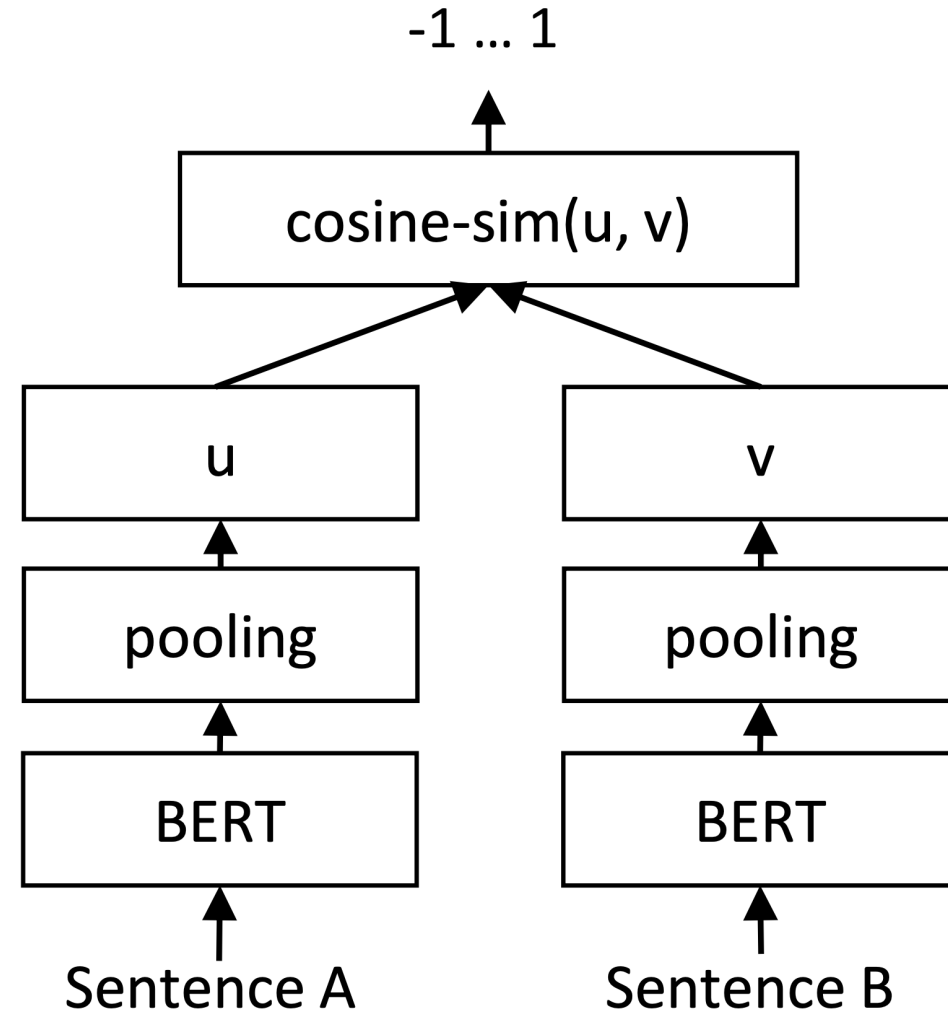 -1 ... 1
cosine-sim(u, v)
u
v
pooling
pooling
BERT
BERT
Sentence A
Sentence B